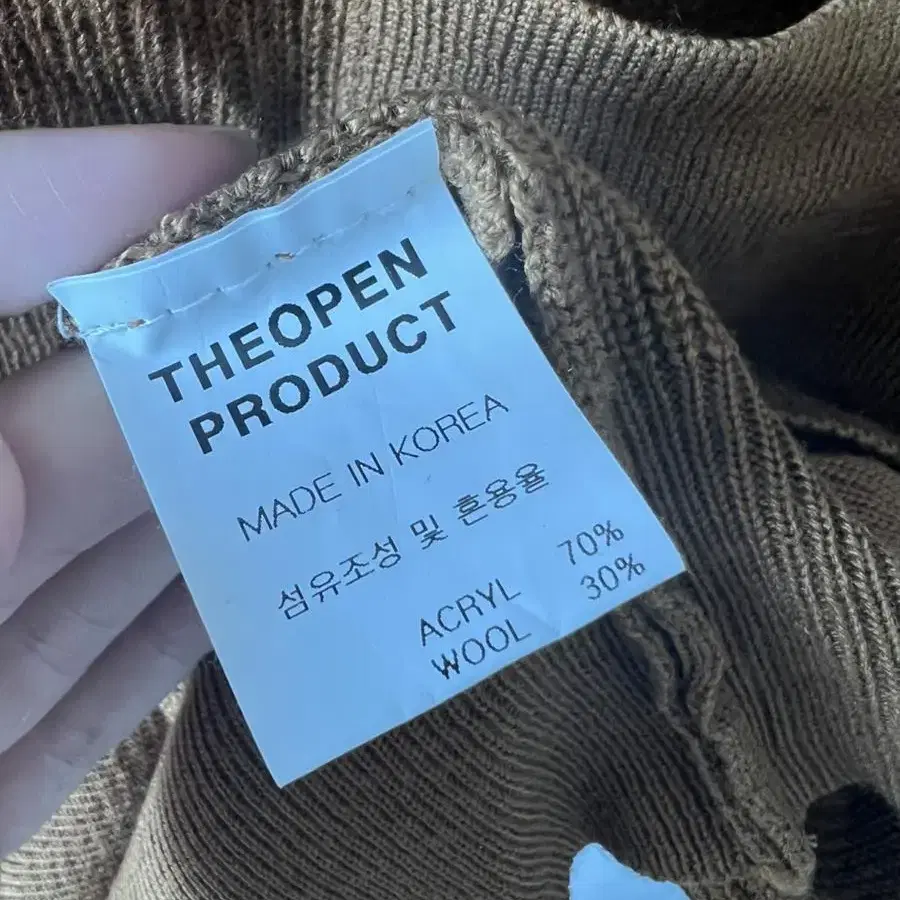 THEOPEN
PRODUCT
MADE IN KOREA
섬유조성 및 혼용율
ACRYL 70%
WOOL 30%